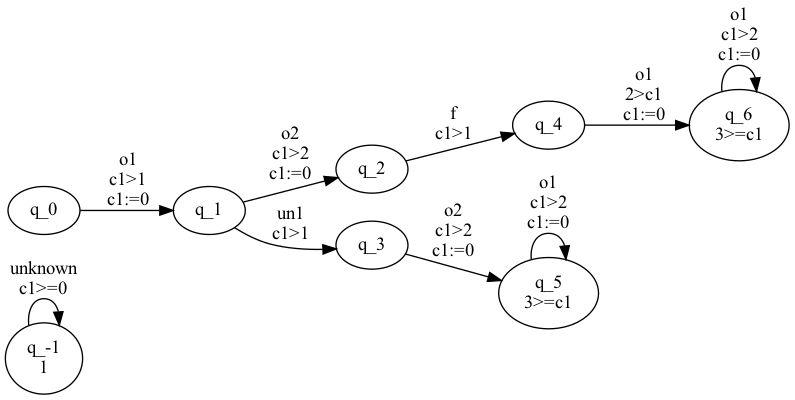 o1
c1>2
c1:=0
q_6
3>=c1
o1
2>c1
c1:=0
f
c1>1
q_4
o2
c1>2
c1:=0
q_2
o1
c1>1
c1:=0
q_0
q_1
un1
c1>1
q_3
o2
c1>2
c1:=0
o1
c1>2
c1:=0
q_5
3>=c1
unknown
c1>=0
q_-1
1